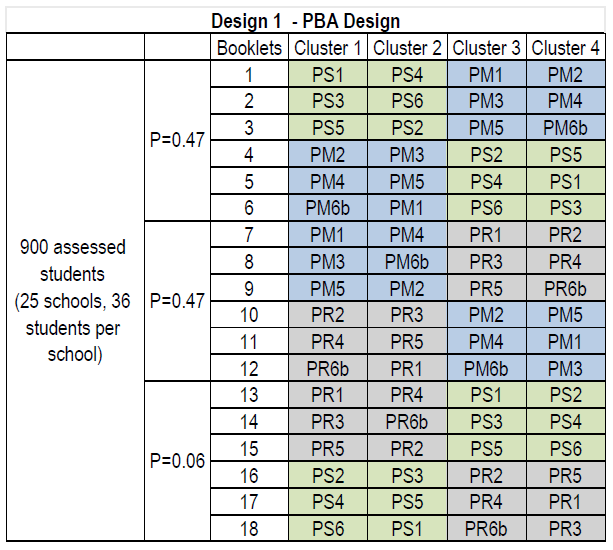 Design 1 - PBA Design
Booklets Cluster 1 Cluster 2 Cluster 3 Cluster 4
1 PS1 PS4 PM1 PM2
2 PS3 PS6 PM3 PM4
P=0.47 3 PS5 PS2 PM5 PM6b
4 PM2 PM3 PS2 PS5
5 PM4 PM5 PS4 PS1
6 PM6b PM1 PS6 PS3
900 assessed
students
(25 schools, 36
students per
school)
7 PM1 PM4 PR1 PR2
8 PM3 PM6b PR3 PR4
P=0.47 9 PM5 PM2 PR5 PR6b
10 PR2 PR3 PM2 PM5
11 PR4 PR5 PM4 PM1
12 PR6b PR1 PM6b PM3
13 PR1 PR4 PS1 PS2
14 PR3 PR6b PS3 PS4
P=0.06 15 PR5 PR2 PS5 PS6
16 PS2 PS3 PR2 PR5
17 PS4 PS5 PR4 PR1
18 PS6 PS1 PR6b PR3